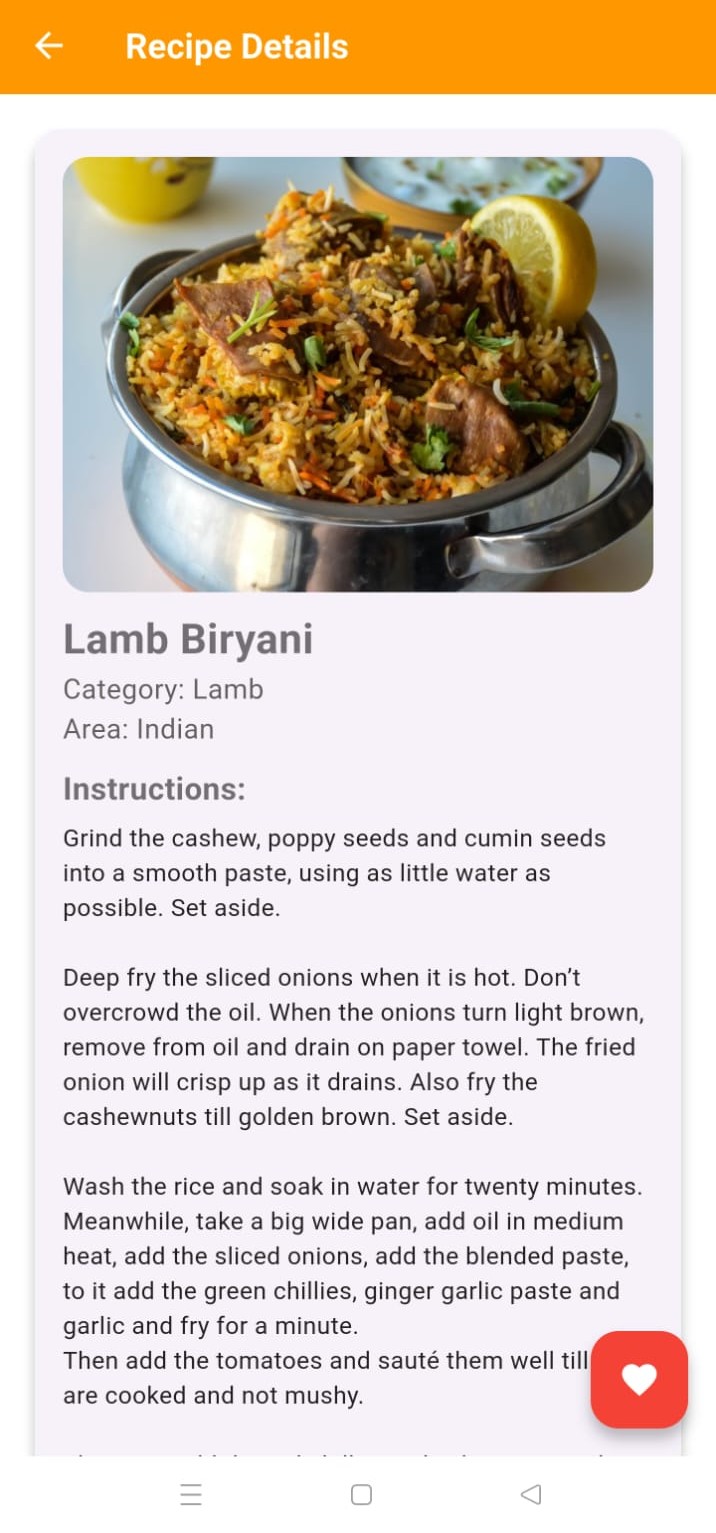 Recipe Details
Lamb Biryani
Category: Lamb
Area: Indian
Instructions:
Grind the cashew, poppy seeds and cumin seeds
into a smooth paste, using as little water as
possible. Set aside.
Deep fry the sliced onions when it is hot. Don’t
overcrowd the oil. When the onions turn light brown,
remove from oil and drain on paper towel. The fried
onion will crisp up as it drains. Also fry the
cashewnuts till golden brown. Set aside.
Wash the rice and soak in water for twenty minutes.
Meanwhile, take a big wide pan, add oil in medium
heat, add the sliced onions, add the blended paste,
to it add the green chillies, ginger garlic paste and
garlic and fry for a minute.
Then add the tomatoes and sauté them well till
are cooked and not mushy.